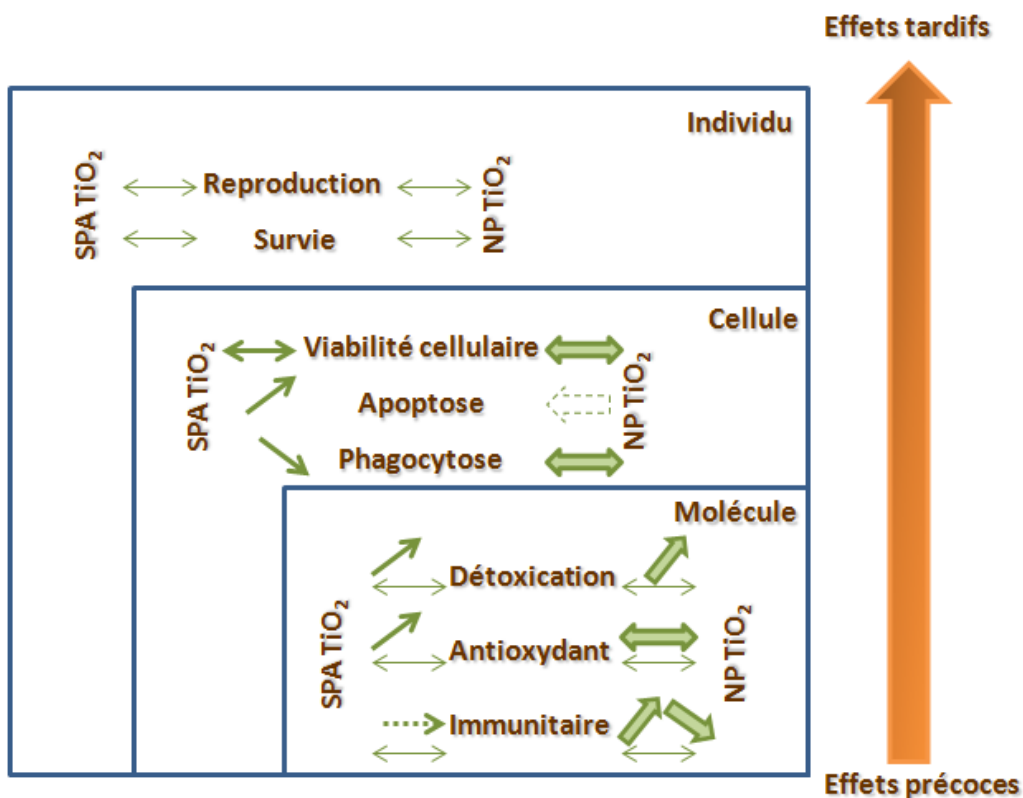 Effets tardifs
Individu
SPA TiO₂
Reproduction
NP TiO₂
Survie
Cellule
SPA TiO₂
Viabilité cellulaire
NP TiO₂
Apoptose
Phagocytose
Molécule
SPA TiO₂
Détoxication
NP TiO₂
Antioxydant
Immunitaire
Effets précoces